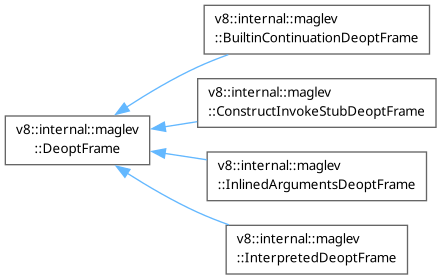 v8::internal::maglev
::BuiltinContinuationDeoptFrame
v8::internal::maglev
::ConstructInvokeStubDeoptFrame
v8::internal::maglev
::DeoptFrame
v8::internal::maglev
::InlinedArgumentsDeoptFrame
v8::internal::maglev
::InterpretedDeoptFrame